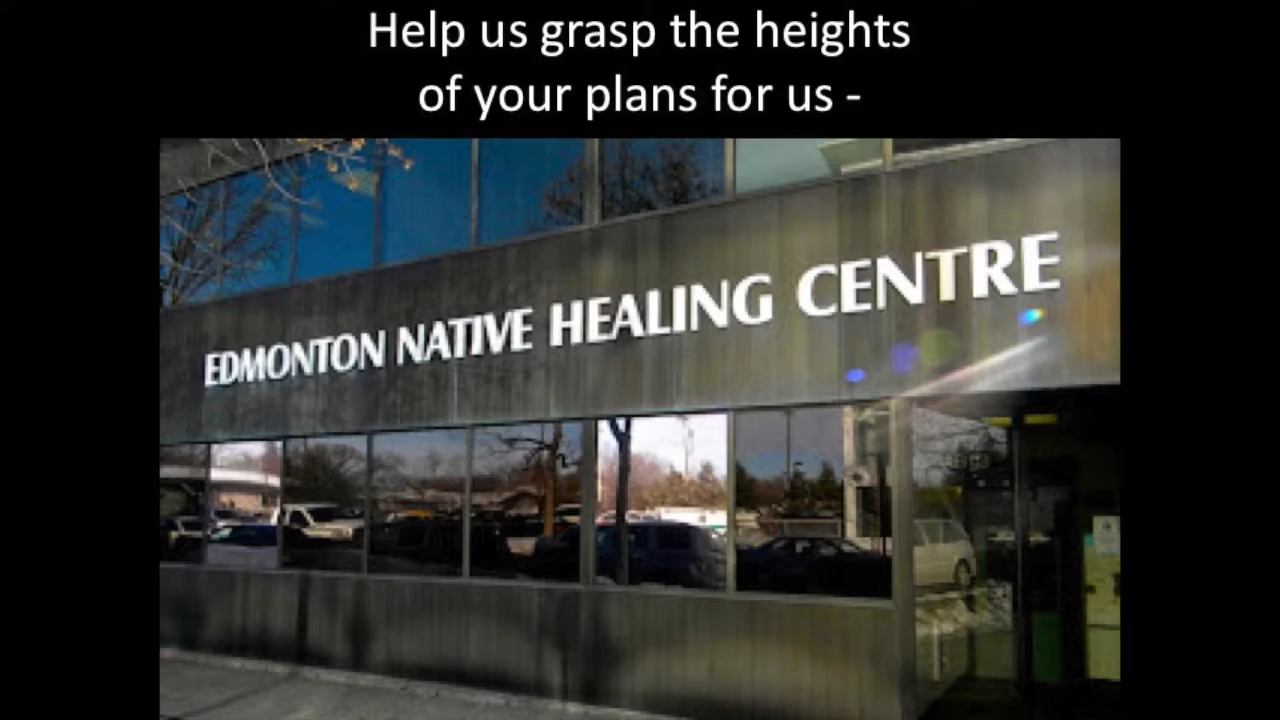 Help us grasp the heights
of your plans for us -
EDMONTON NATIVE HEALING CENTRE